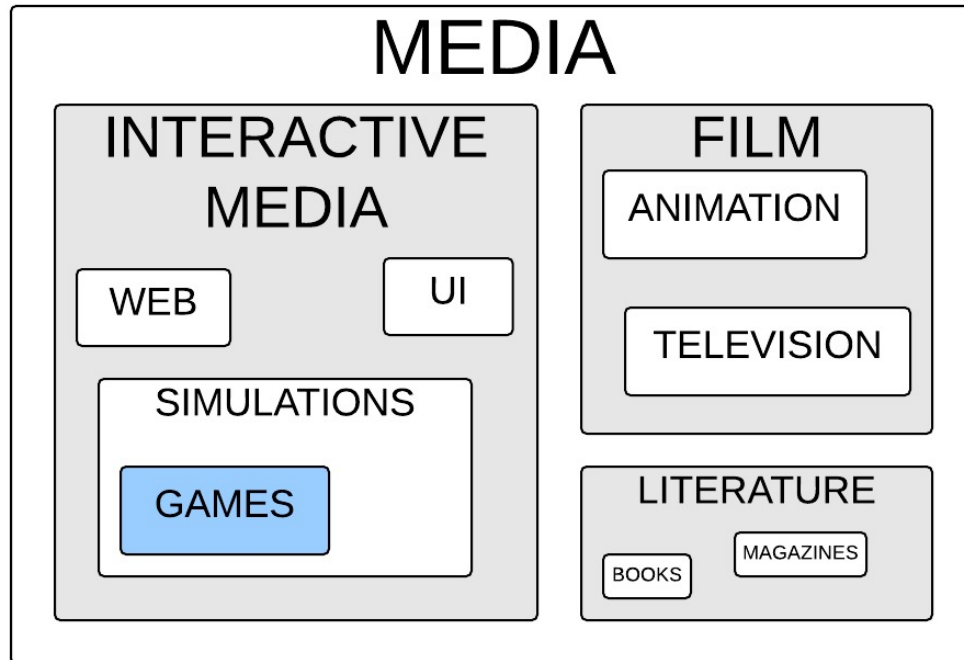 MEDIA
INTERACTIVE
MEDIA
WEB
UI
SIMULATIONS
GAMES
FILM
ANIMATION
TELEVISION
LITERATURE
BOOKS
MAGAZINES